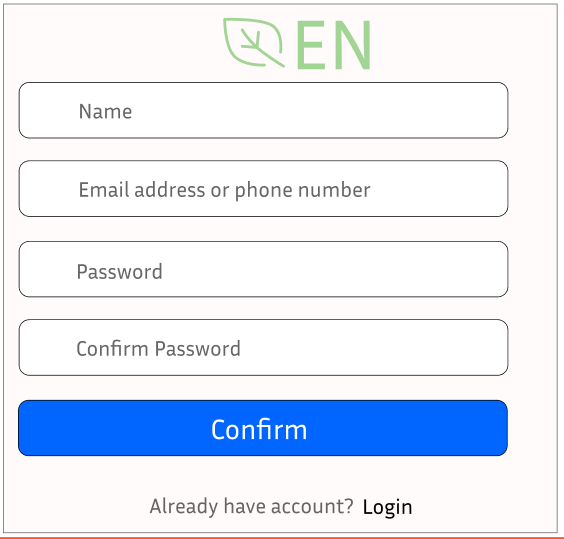 EN
Name
Email address or phone number
Password
Confirm Password
Confirm
Already have account? Login